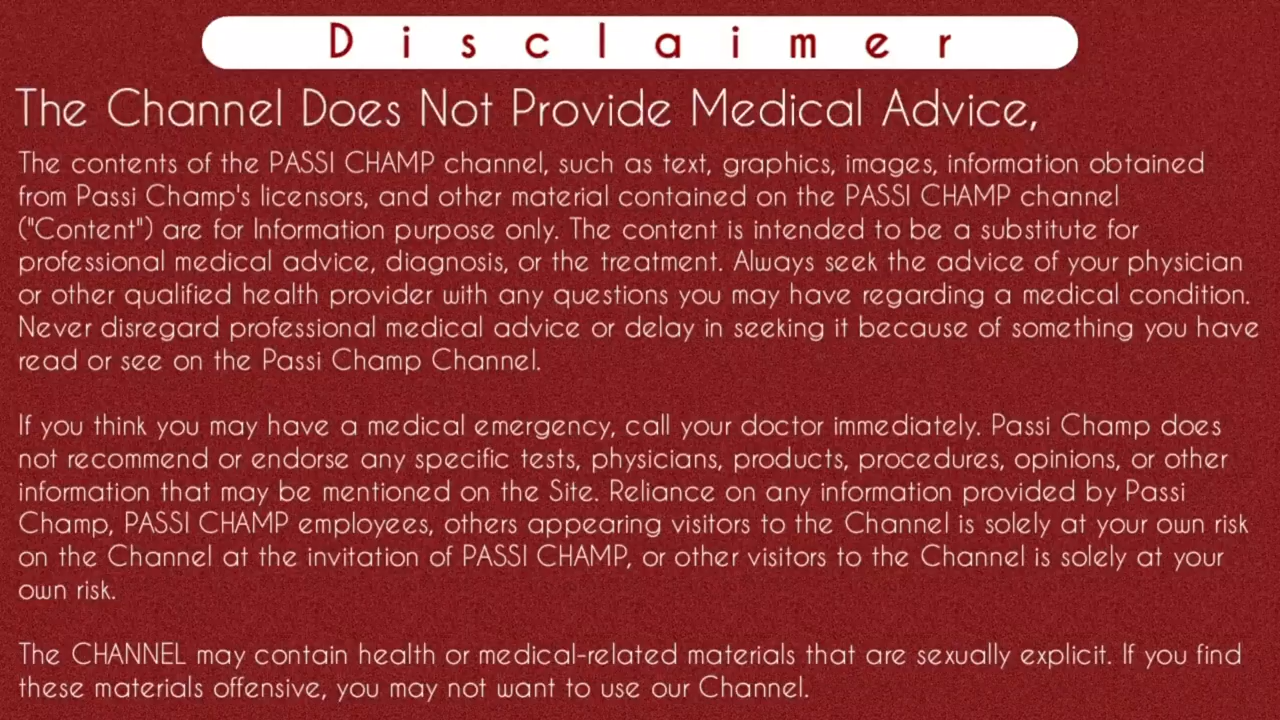 Disclaimer
The Channel Does Not Provide Medical Advice,
The contents of the PASSI CHAMP channel, such as text, graphics, images, information obtained
from Passi Champ's licensors, and other material contained on the PASSI CHAMP channel
("Content") are for Information purpose only. The content is intended to be a substitute for
professional medical advice, diagnosis, or the treatment. Always seek the advice of your physician
or other qualified health provider with any questions you may have regarding a medical condition.
Never disregard professional medical advice or delay in seeking it because of something you have
read or see on the Passi Champ Channel.
If you think you may have a medical emergency, call your doctor immediately. Passi Champ does
not recommend or endorse any specific tests, physicians, products, procedures, opinions, or other
information that may be mentioned on the Site. Reliance on any information provided by Passi
Champ, PASSI CHAMP employees, others appearing visitors to the Channel is solely at your own risk
on the Channel at the invitation of PASSI CHAMP, or other visitors to the Channel is solely at your
own risk.
The CHANNEL may contain health or medical-related materials that are sexually explicit. If you find
these materials offensive, you may not want to use our Channel.